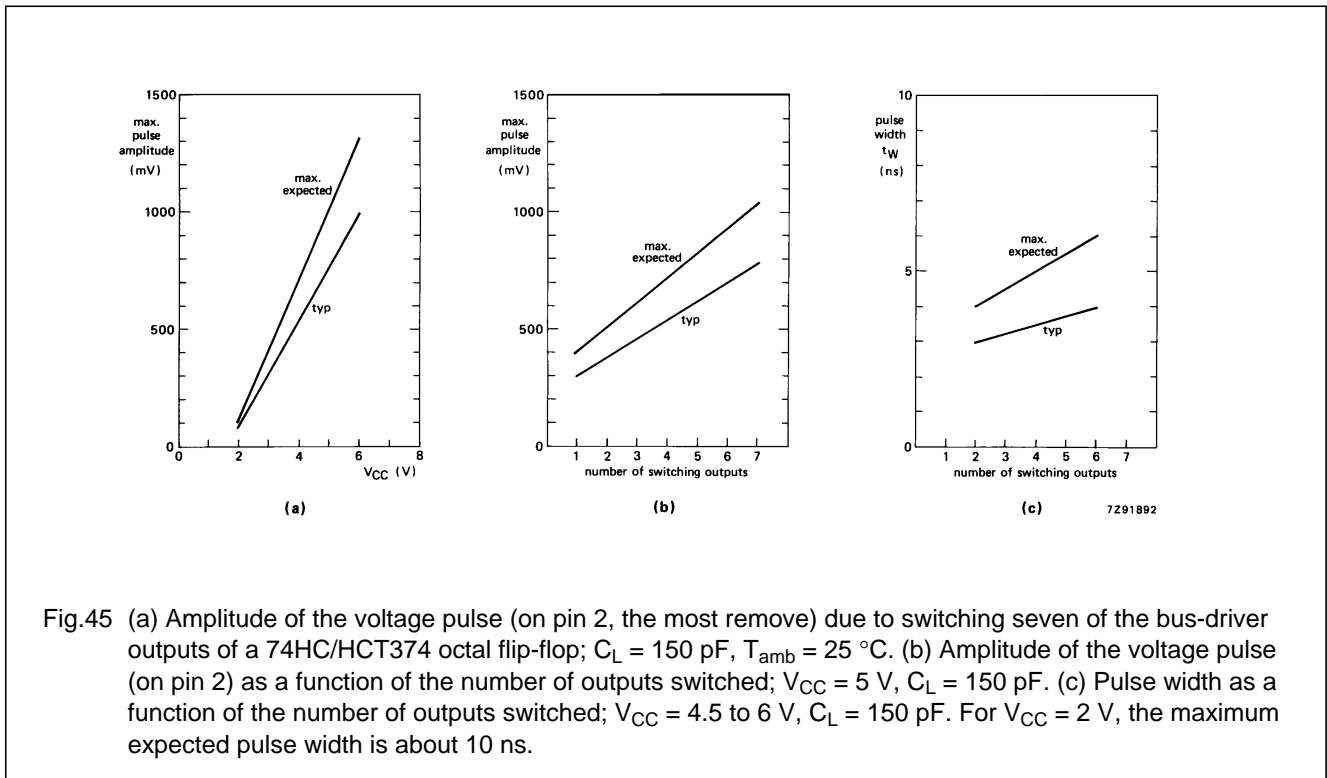 1500
max.
pulse
amplitude
(mV)
1000
500
0
max.
expected
typ
0
2
4
6
8
VCC (V)
(a)
1500
max.
pulse
amplitude
(mV)
1000
500
0
max.
expected
typ
1 2 3 4 5 6 7
number of switching outputs
(b)
10
pulse
width
tW
(ns)
5
0
max.
expected
typ
1 2 3 4 5 6 7
number of switching outputs
(c)
7Z91892
Fig.45 (a) Amplitude of the voltage pulse (on pin 2, the most remove) due to switching seven of the bus-driver
outputs of a 74HC/HCT374 octal flip-flop; CL = 150 pF, Tamb = 25 °C. (b) Amplitude of the voltage pulse
(on pin 2) as a function of the number of outputs switched; VCC = 5 V, CL = 150 pF. (c) Pulse width as a
function of the number of outputs switched; VCC = 4.5 to 6 V, CL = 150 pF. For VCC = 2 V, the maximum
expected pulse width is about 10 ns.